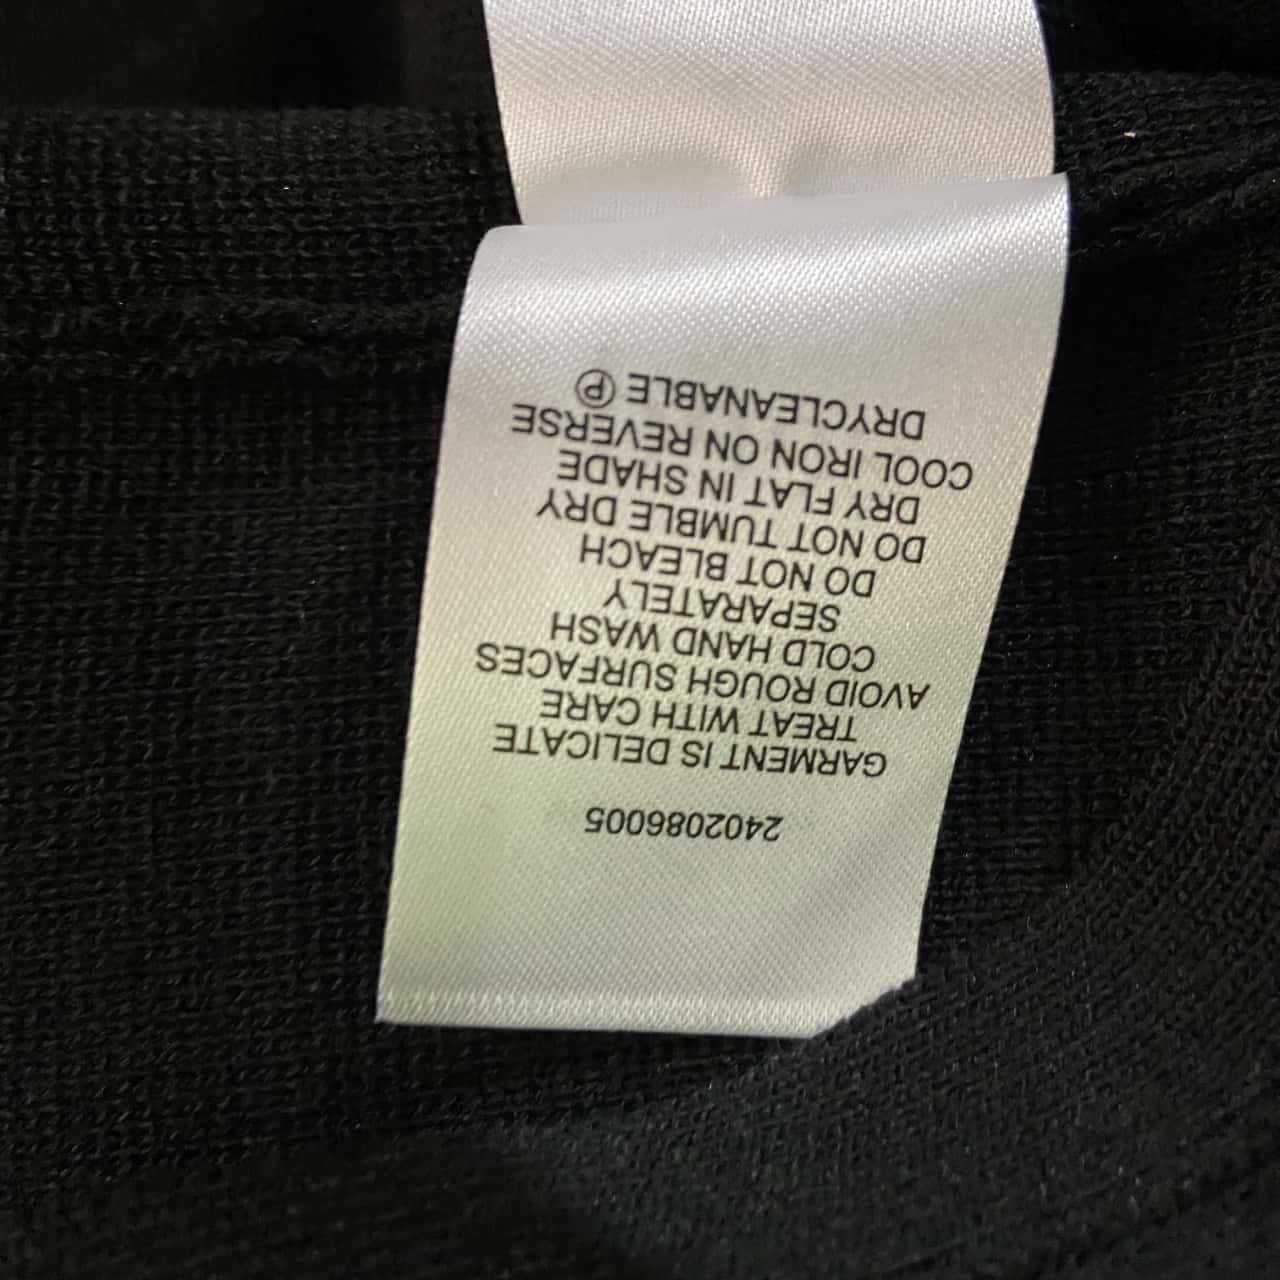 2402086005
GARMENT IS DELICATE
TREAT WITH CARE
AVOID ROUGH SURFACES
COLD HAND WASH
SEPARATELY
DO NOT BLEACH
DO NOT TUMBLE DRY
DRY FLAT IN SHADE
COOL IRON ON REVERSE
DRYCLEANABLE Ⓟ